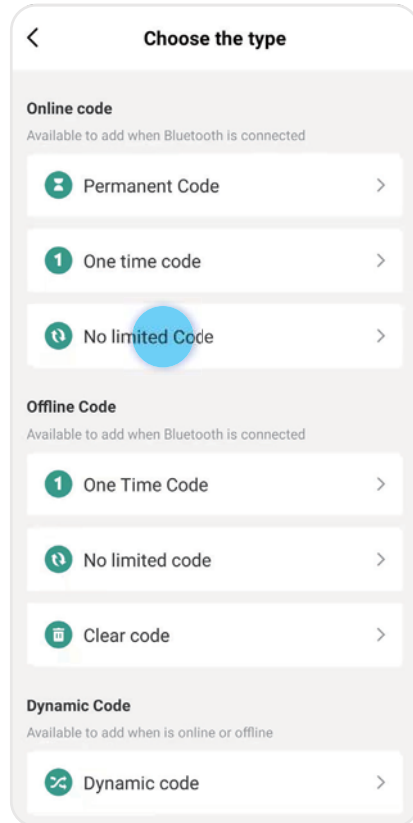 Choose the type
Online code
Available to add when Bluetooth is connected
Permanent Code
1 One time code
No limited Code
Offline Code
Available to add when Bluetooth is connected
1 One Time Code
No limited code
Clear code
Dynamic Code
Available to add when is online or offline
Dynamic code